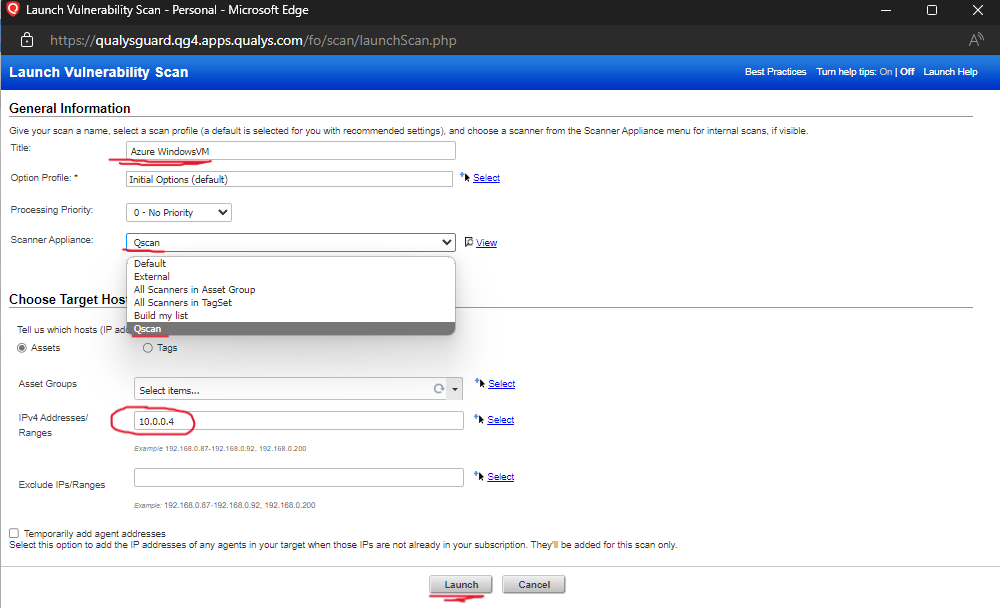 Launch Vulnerability Scan - Personal - Microsoft Edge
https://qualysguard.qg4.apps.qualys.com/fo/scan/launchScan.php
Launch Vulnerability Scan
Best Practices Turn help tips: On | Off Launch Help
General Information
Give your scan a name, select a scan profile (a default is selected for you with recommended settings), and choose a scanner from the Scanner Appliance menu for internal scans, if visible.
Title: Azure WindowsVM
Option Profile: * Initial Options (default) Select
Processing Priority: 0 - No Priority
Scanner Appliance: Qscan View
Default
External
All Scanners in Asset Group
All Scanners in TagSet
Build my list
Qscan
Choose Target Host
Tell us which hosts (IP add
Assets Tags
Asset Groups Select items... Select
IPv4 Addresses/
Ranges
10.0.0.4 Select
Example 192.168.0.87-192.168.0.92, 192.168.0.200
Exclude IPs/Ranges Select
Example: 192.168.0.87-192.168.0.92, 192.168.0.200
Temporarily add agent addresses
Select this option to add the IP addresses of any agents in your target when those IPs are not already in your subscription. They'll be added for this scan only.
Launch Cancel